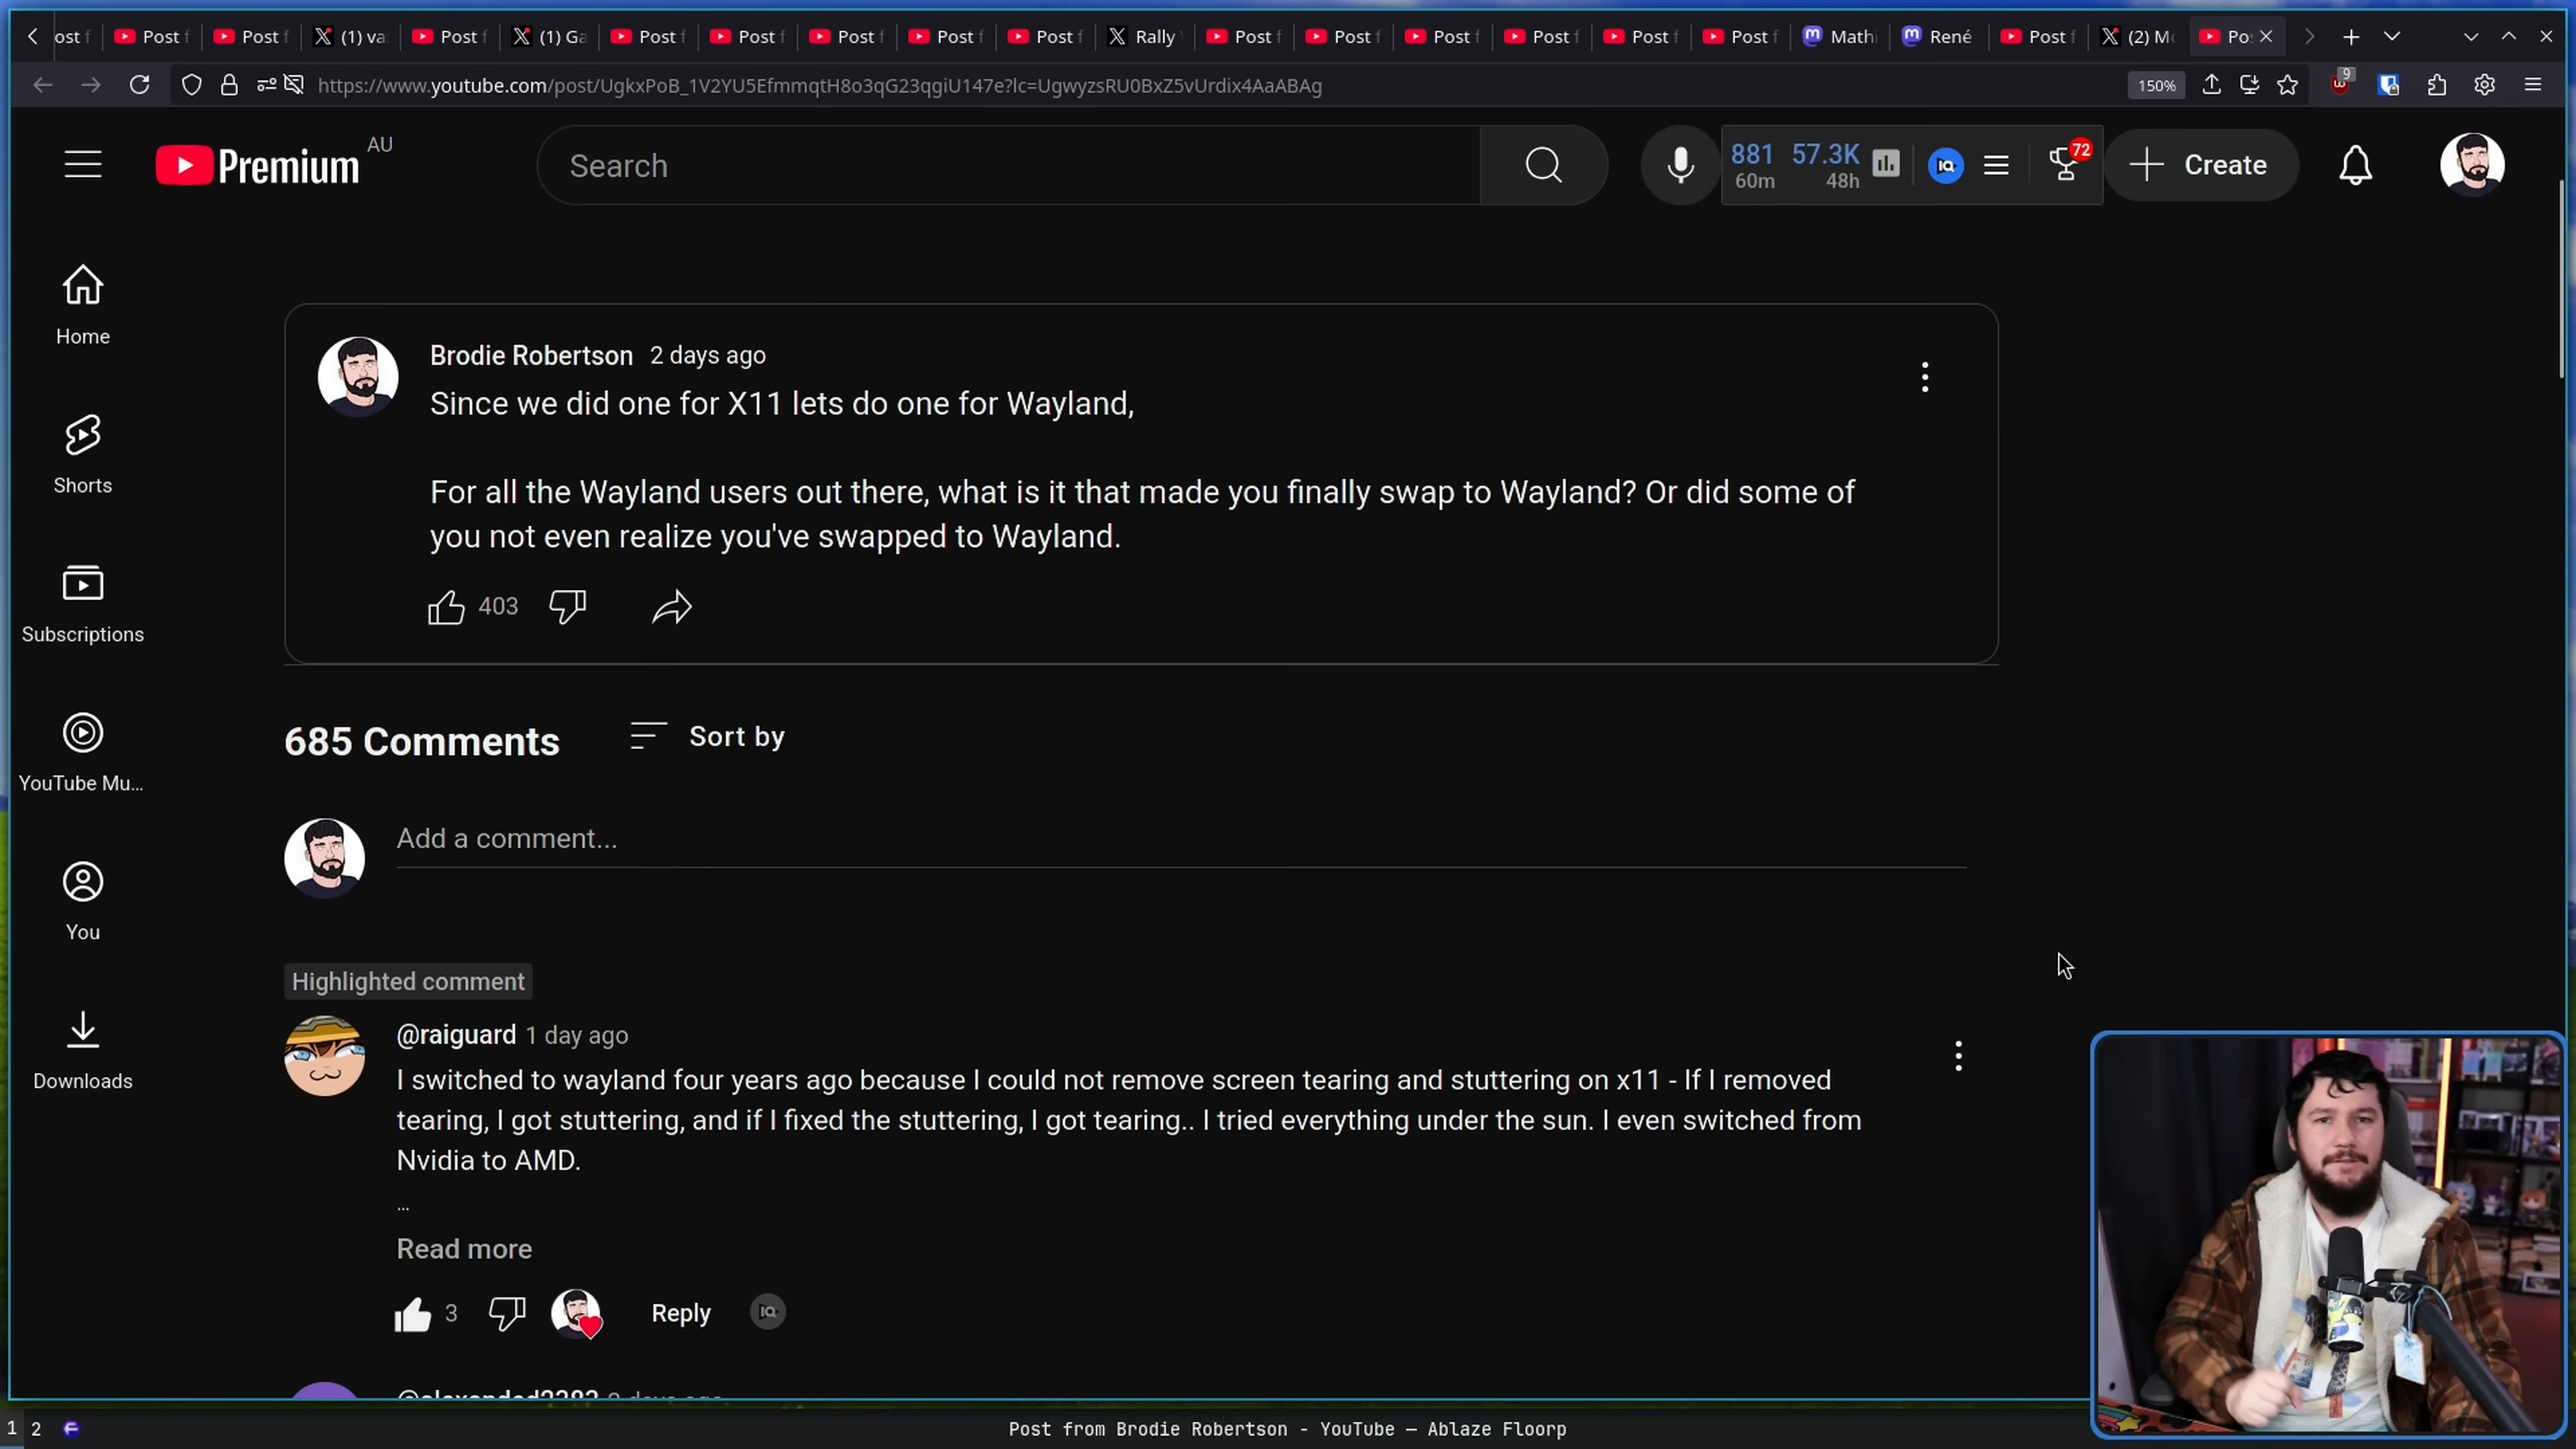 ost f
Post f
Post f
(1) va
Post f
(1) Ga
Post f
Post f
Post f
Post f
Post f
Rally
Post f
Post f
Post f
Post f
Post f
Post f
Mathi
René
Post f
(2) Mo
Po
https://www.youtube.com/post/UgkxPoB_1V2YU5EfmmqtH8o3qG23qgiU147e?lc=UgwyzsRU0BxZ5vUrdix4AaABAg
150%
9
Premium
AU
Search
881 57.3K
60m 48h
IQ
72
Create
Home
Shorts
Subscriptions
YouTube Mu...
You
Downloads
Brodie Robertson 2 days ago
Since we did one for X11 lets do one for Wayland,
For all the Wayland users out there, what is it that made you finally swap to Wayland? Or did some of
you not even realize you've swapped to Wayland.
403
685 Comments
Sort by
Add a comment...
Highlighted comment
@raiguard 1 day ago
I switched to wayland four years ago because I could not remove screen tearing and stuttering on x11 - If I removed
tearing, I got stuttering, and if I fixed the stuttering, I got tearing.. I tried everything under the sun. I even switched from
Nvidia to AMD.
...
Read more
3
Reply
IQ
1 2
Post from Brodie Robertson - YouTube — Ablaze Floorp